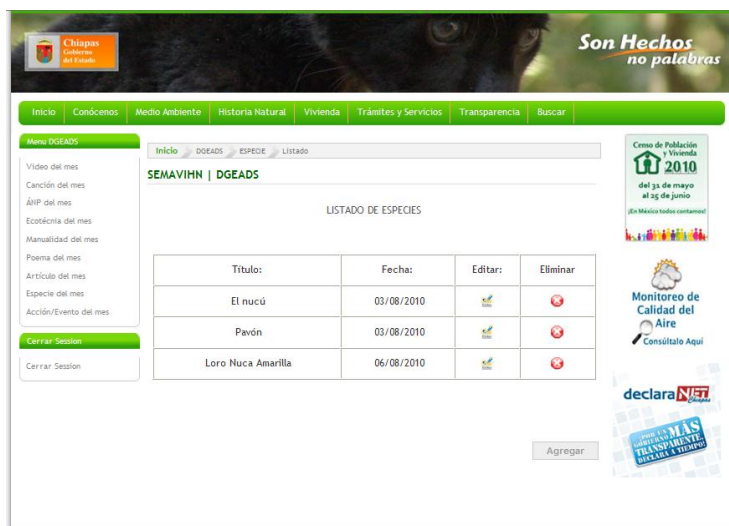 Chiapas
Gobierno
del Estado
Son Hechos
no palabras
Inicio Conócenos Medio Ambiente Historia Natural Vivienda Trámites y Servicios Transparencia Buscar
Menu DGEADS
Video del mes
Canción del mes
ÁNP del mes
Ecotécnia del mes
Manualidad del mes
Poema del mes
Artículo del mes
Especie del mes
Acción/Evento del mes
Cerrar Session
Cerrar Session
Inicio DGEADS ESPECIE Listado
SEMAVIHN | DGEADS
LISTADO DE ESPECIES
Título: Fecha: Editar: Eliminar
El nucú 03/08/2010
Pavón 03/08/2010
Loro Nuca Amarilla 06/08/2010
Agregar
Censo de Población
y Vivienda
2010
del 31 de mayo
al 25 de junio
¡En México todos contamos!
Monitoreo de
Calidad del
Aire
Consúltalo Aquí
declaraNET
Chiapas
¡POR UN GOBIERNO MÁS
TRANSPARENTE,
DECLARA A TIEMPO!